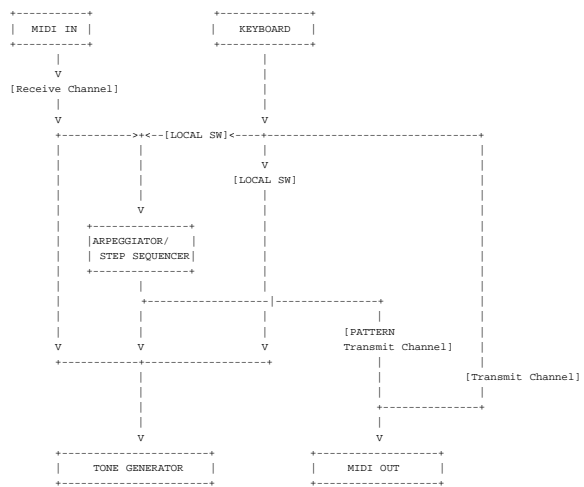 MIDI IN
KEYBOARD
V
[Receive Channel]
V
V
>
<
[LOCAL SW]
<
V
[LOCAL SW]
V
ARPEGGIATOR/
STEP SEQUENCER
[PATTERN
V
V
V
Transmit Channel]
[Transmit Channel]
V
V
TONE GENERATOR
MIDI OUT